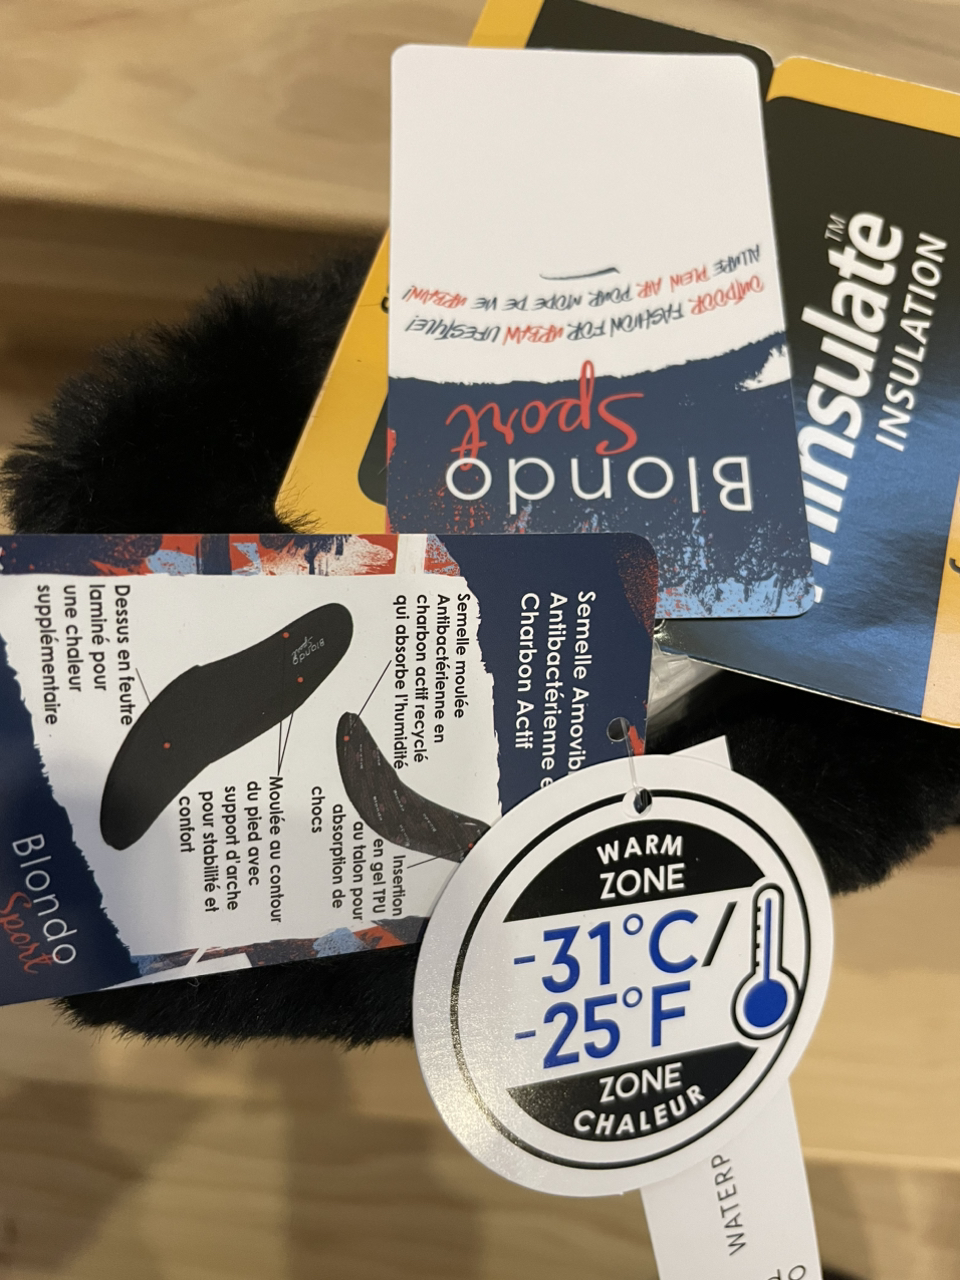 Blondo
Sport
OUTDOOR FASHION FOR URBAN LIFESTYLE!
ALLURE PLEIN AIR POUR MODE DE VIE URBAIN!
INSULATION
Semelle
Antibactérienne
Charbon Actif
Semelle moulée
Antibactérienne en
charbon actif recyclé
qui absorbe l'humidité
Insertion
en gel TPU
au talon pour
absorption de
chocs
Moulée au contour
du pied avec
support d'arche
pour stabilité et
confort
Dessus en feutre
laminé pour
une chaleur
supplémentaire
Blondo
Sport
Blondo
Sport
WARM
ZONE
-31°C/
-25°F
ZONE
CHALEUR